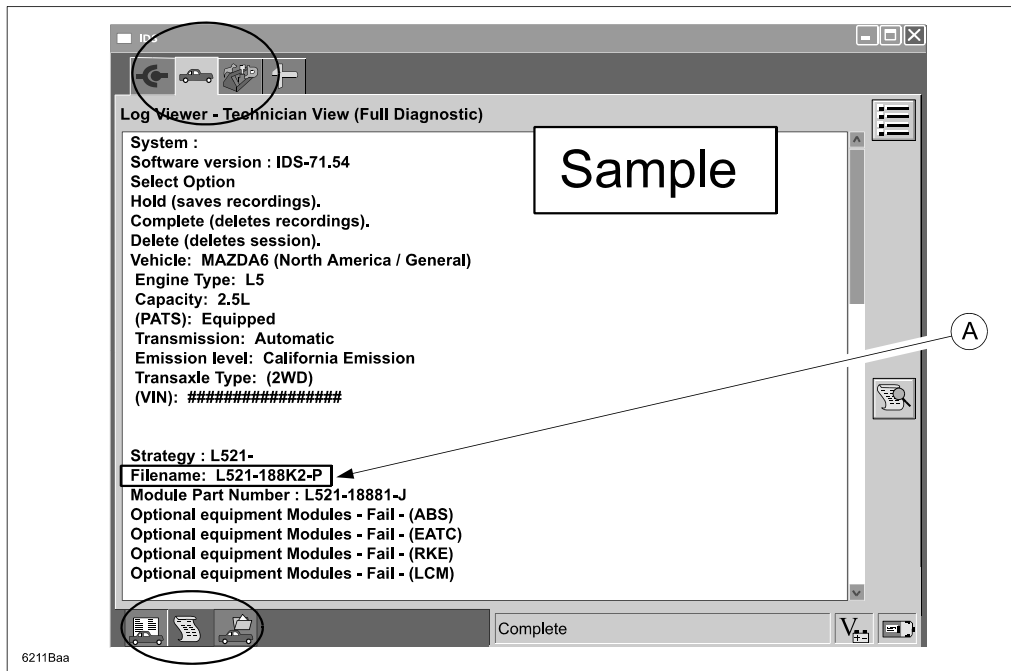 IDS
Log Viewer - Technician View (Full Diagnostic)
Sample
System :
Software version : IDS-71.54
Select Option
Hold (saves recordings).
Complete (deletes recordings).
Delete (deletes session).
Vehicle: MAZDA6 (North America / General)
Engine Type: L5
Capacity: 2.5L
(PATS): Equipped
Transmission: Automatic
Emission level: California Emission
Transaxle Type: (2WD)
(VIN): #################
A
Strategy : L521-
Filename: L521-188K2-P
Module Part Number : L521-18881-J
Optional equipment Modules - Fail - (ABS)
Optional equipment Modules - Fail - (EATC)
Optional equipment Modules - Fail - (RKE)
Optional equipment Modules - Fail - (LCM)
Complete
V
6211Baa